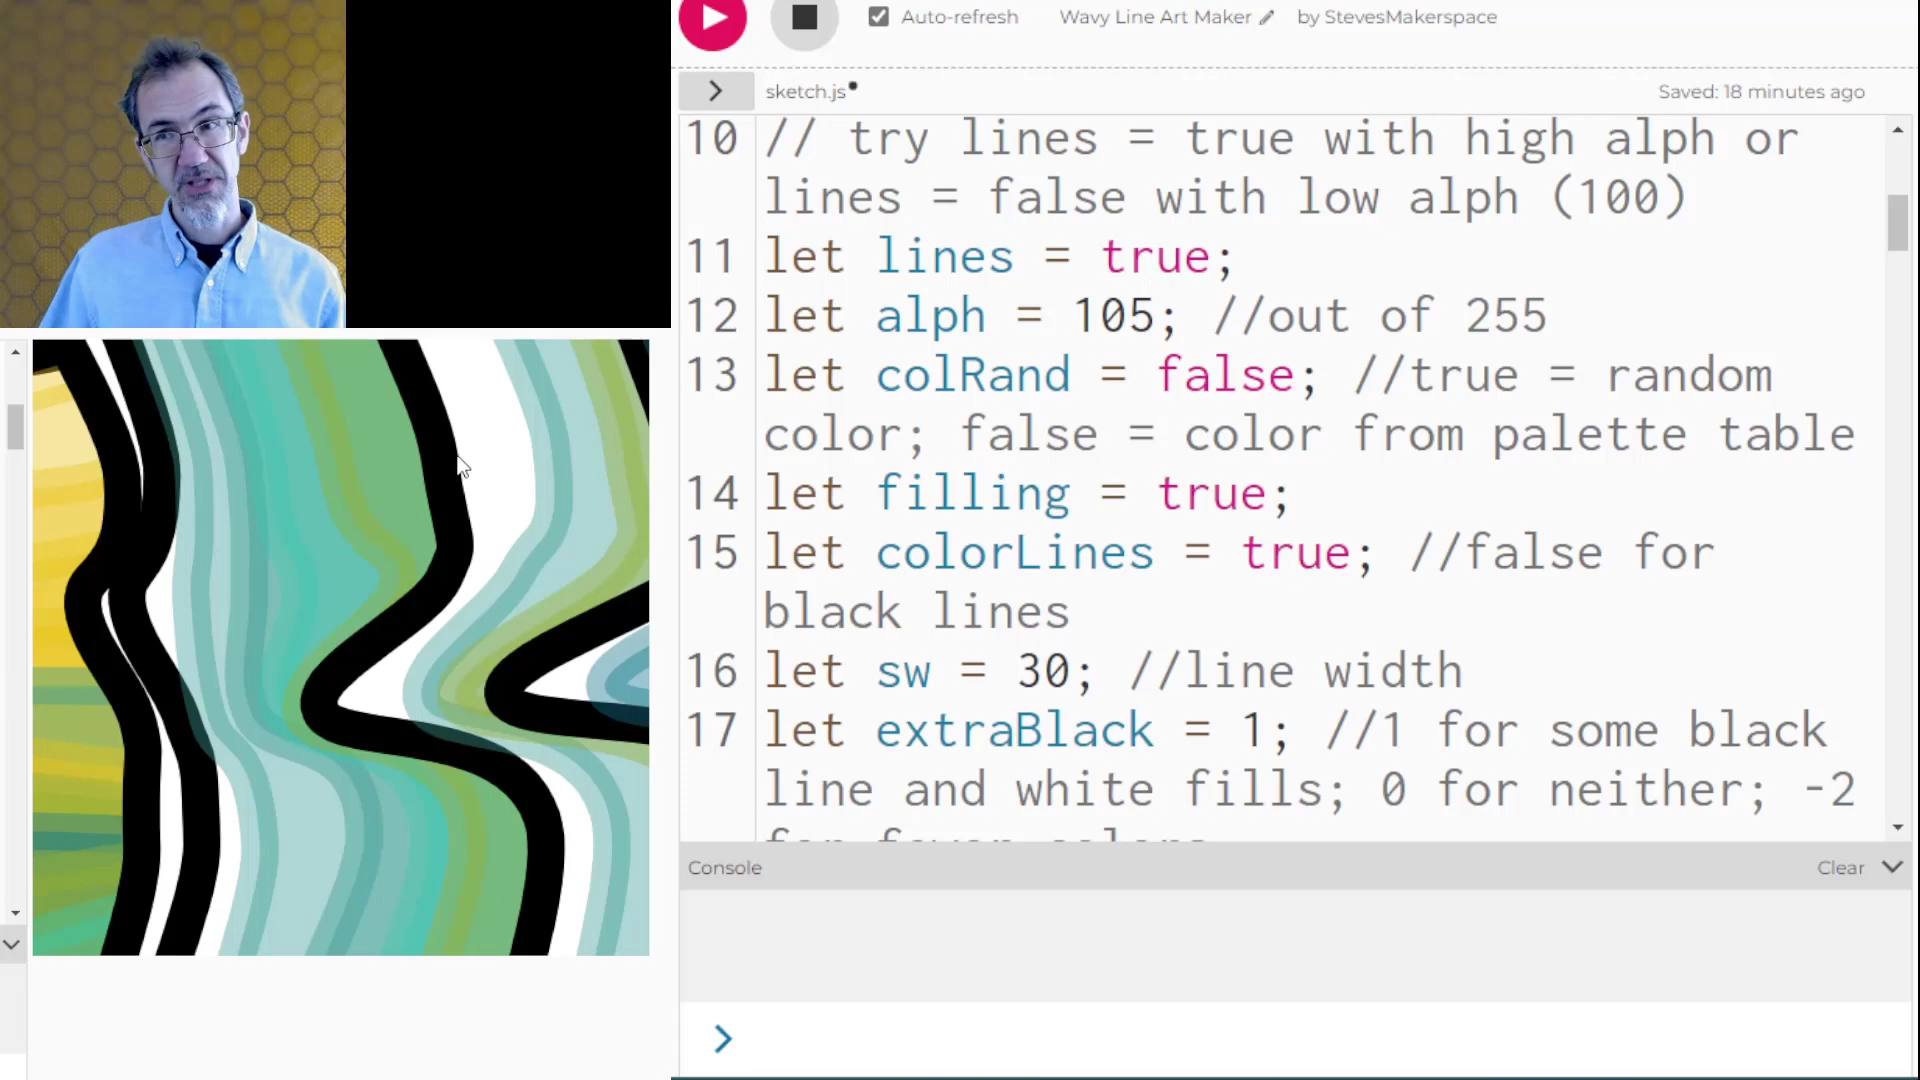 Auto-refresh Wavy Line Art Maker by StevesMakerspace
sketch.js Saved: 18 minutes ago
10 // try lines = true with high alph or
lines = false with low alph (100)
11 let lines = true;
12 let alph = 105; //out of 255
13 let colRand = false; //true = random
color; false = color from palette table
14 let filling = true;
15 let colorLines = true; //false for
black lines
16 let sw = 30; //line width
17 let extraBlack = 1; //1 for some black
line and white fills; 0 for neither; -2
for fewer colors
Console Clear